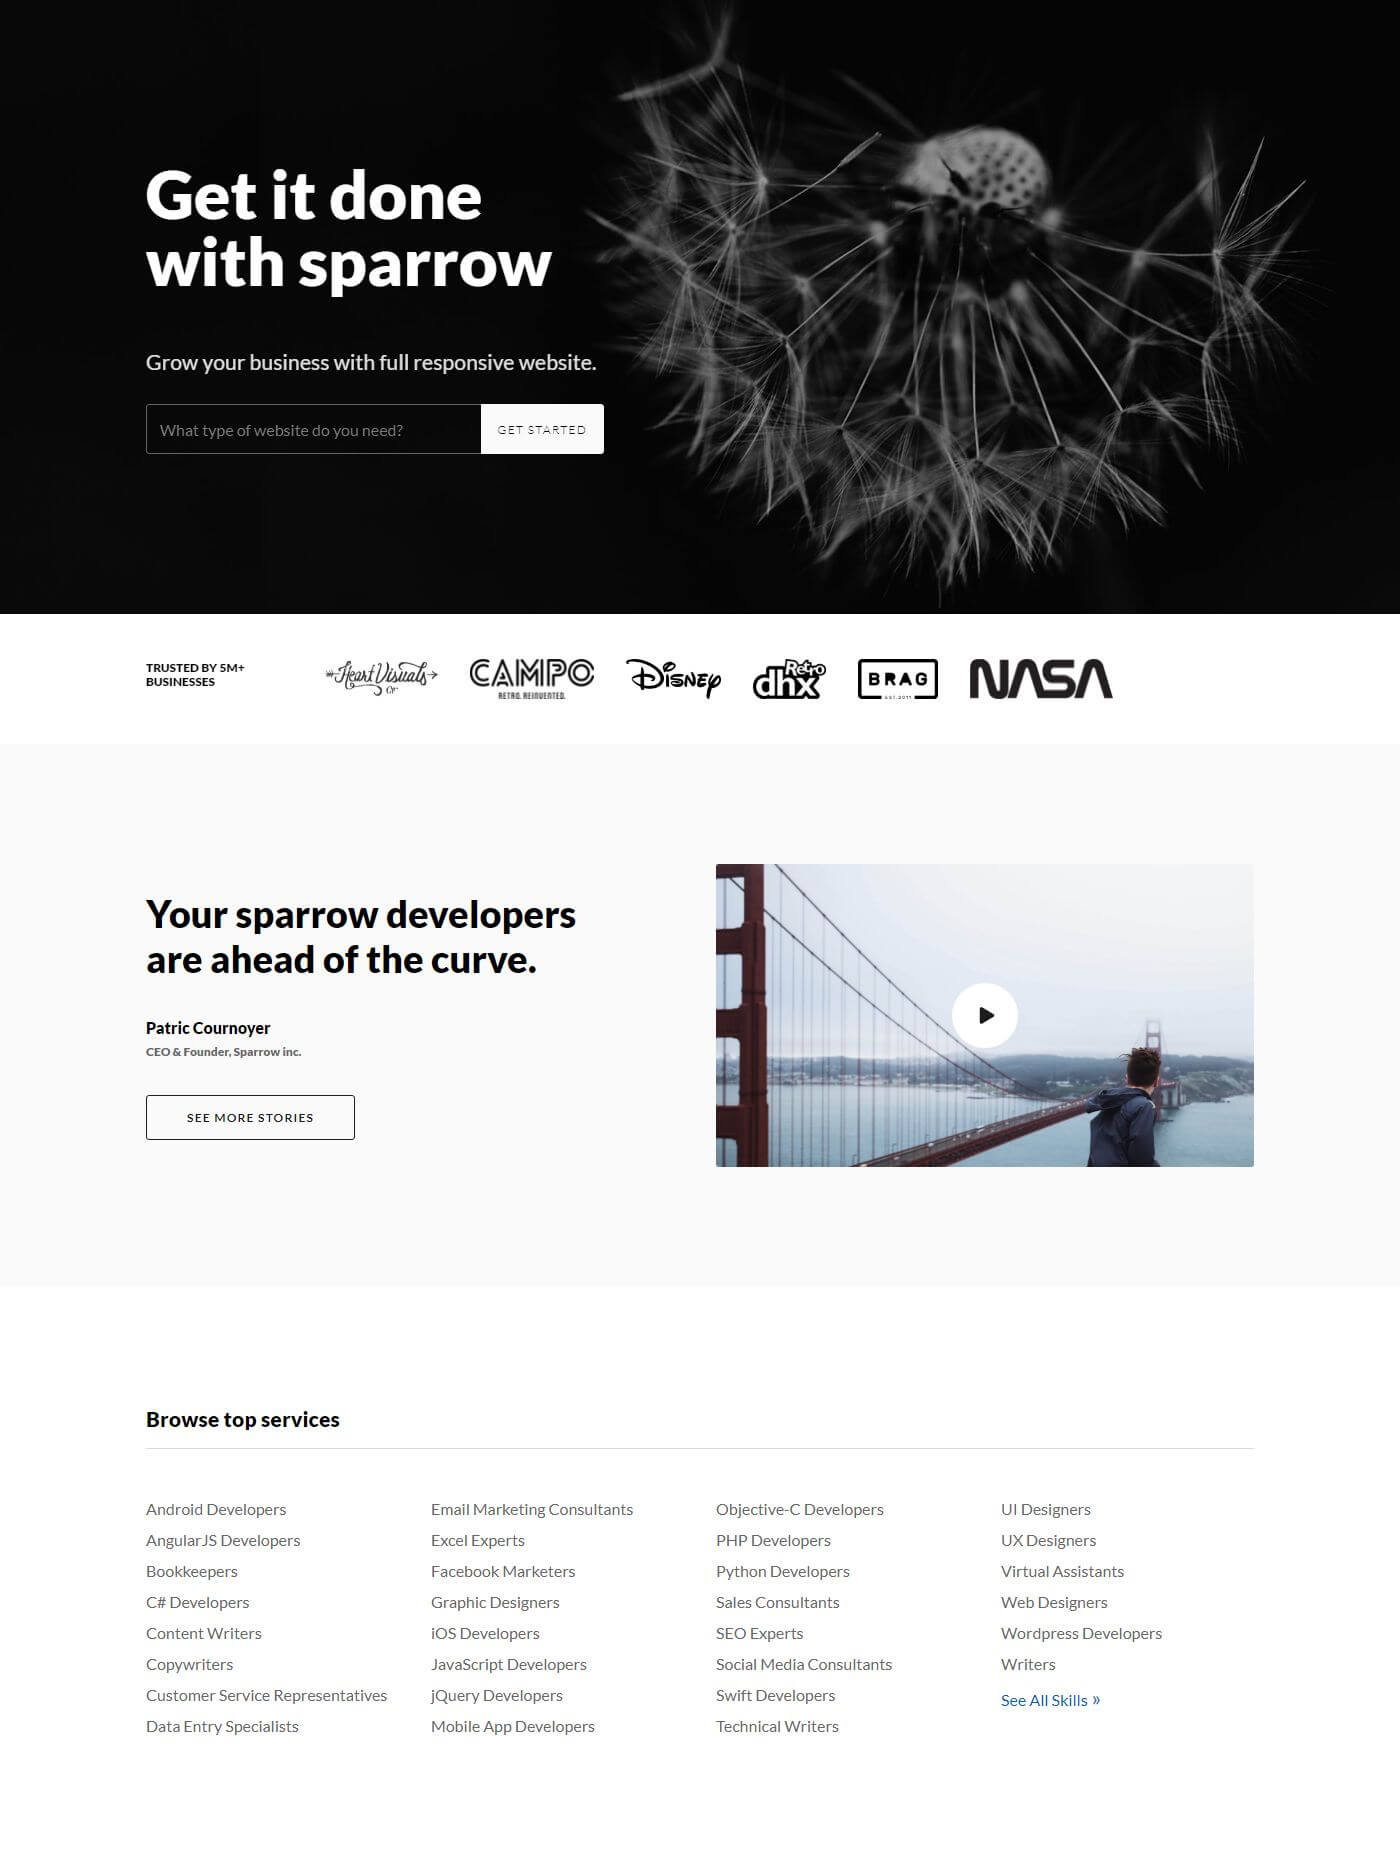 Get it done
with sparrow
Grow your business with full responsive website.
What type of website do you need?
GET STARTED
TRUSTED BY 5M+
BUSINESSES
Heart Visuals
Co
CAMPO
RETRO. REINVENTED.
Disney
Retro
dhx
BRAG
EST. 2011
NASA
Your sparrow developers
are ahead of the curve.
Patric Cournoyer
CEO & Founder, Sparrow inc.
SEE MORE STORIES
Browse top services
Android Developers
AngularJS Developers
Bookkeepers
C# Developers
Content Writers
Copywriters
Customer Service Representatives
Data Entry Specialists
Email Marketing Consultants
Excel Experts
Facebook Marketers
Graphic Designers
iOS Developers
JavaScript Developers
jQuery Developers
Mobile App Developers
Objective-C Developers
PHP Developers
Python Developers
Sales Consultants
SEO Experts
Social Media Consultants
Swift Developers
Technical Writers
UI Designers
UX Designers
Virtual Assistants
Web Designers
Wordpress Developers
Writers
See All Skills »